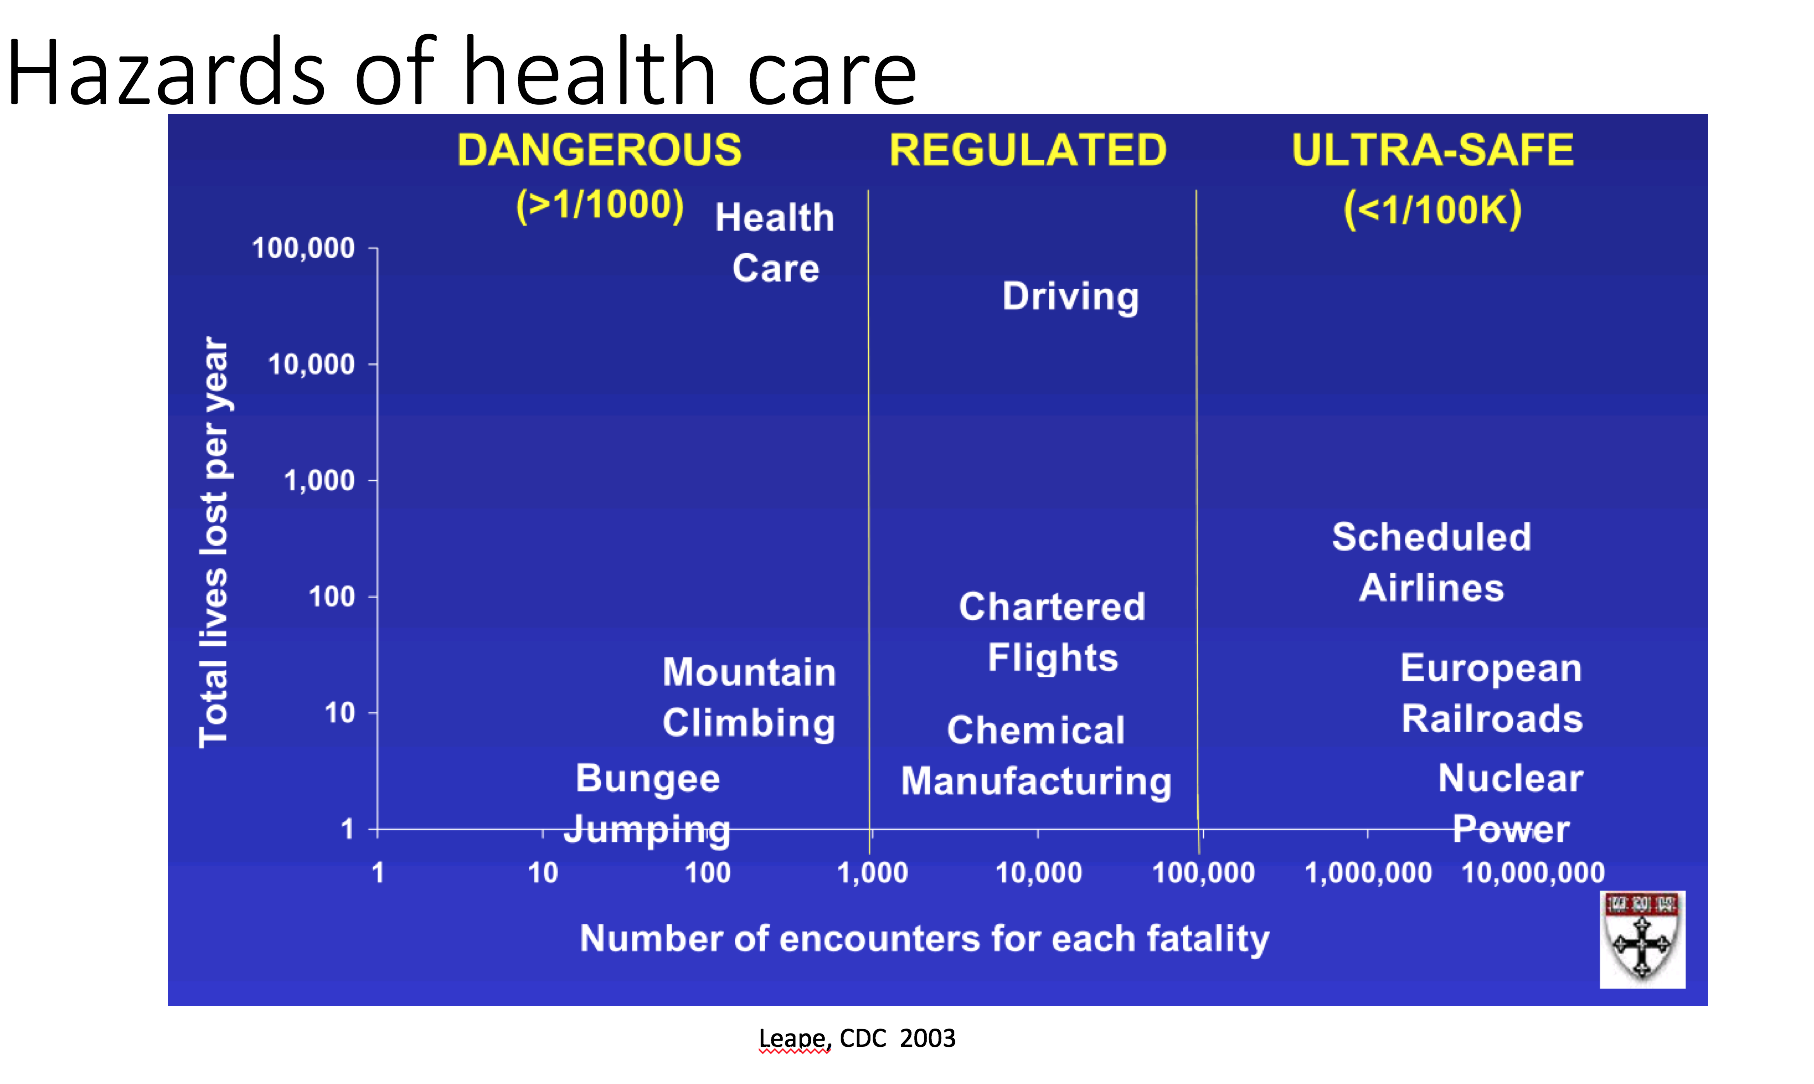 Hazards of health care
DANGEROUS
(>1/1000)
REGULATED
ULTRA-SAFE
(<1/100K)
Health
Care
Driving
Scheduled
Airlines
Chartered
Flights
European
Railroads
Mountain
Climbing
Chemical
Manufacturing
Bungee
Jumping
Nuclear
Power
Total lives lost per year
100,000
10,000
1,000
100
10
1
1 10 100 1,000 10,000 100,000 1,000,000 10,000,000
Number of encounters for each fatality
Leape, CDC 2003